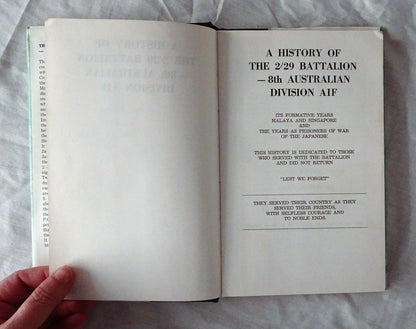 A HISTORY OF
THE 2/29 BATTALION
— 8th AUSTRALIAN
DIVISION AIF
ITS FORMATIVE YEARS
MALAYA AND SINGAPORE
AND
THE YEARS AS PRISONERS OF WAR
OF THE JAPANESE
THIS HISTORY IS DEDICATED TO THOSE
WHO SERVED WITH THE BATTALION
AND DID NOT RETURN
"LEST WE FORGET"
THEY SERVED THEIR COUNTRY AS THEY
SERVED THEIR FRIENDS,
WITH SELFLESS COURAGE AND
TO NOBLE ENDS.